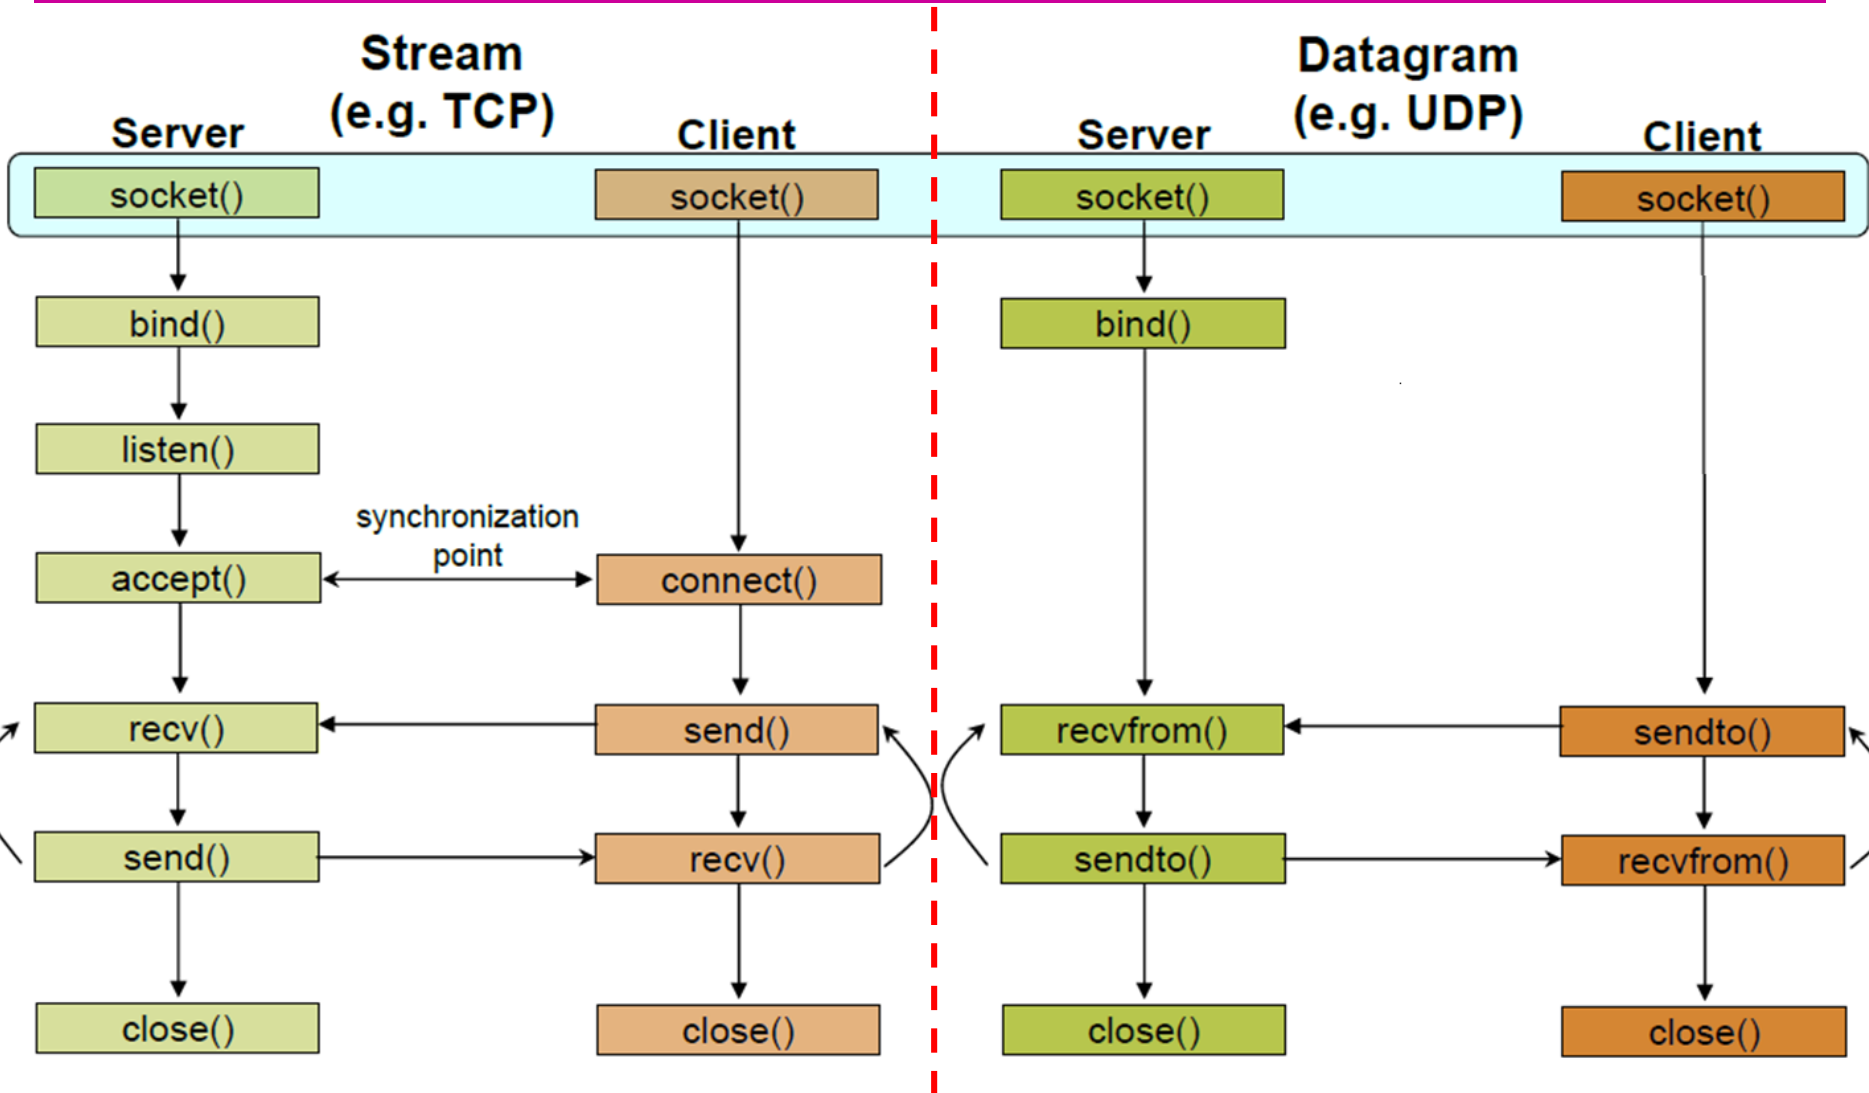 Stream
(e.g. TCP)
Server
Client
socket()
socket()
bind()
listen()
synchronization
point
accept()
connect()
recv()
send()
send()
recv()
close()
close()
Datagram
(e.g. UDP)
Server
Client
socket()
socket()
bind()
recvfrom()
sendto()
sendto()
recvfrom()
close()
close()